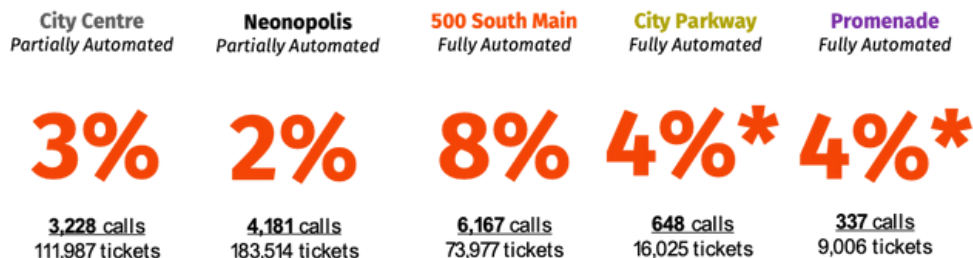 City Centre
Partially Automated
3%
3,228 calls
111,987 tickets
Neonopolis
Partially Automated
2%
4,181 calls
183,514 tickets
500 South Main
Fully Automated
8%
6,167 calls
73,977 tickets
City Parkway
Fully Automated
4%*
648 calls
16,025 tickets
Promenade
Fully Automated
4%*
337 calls
9,006 tickets